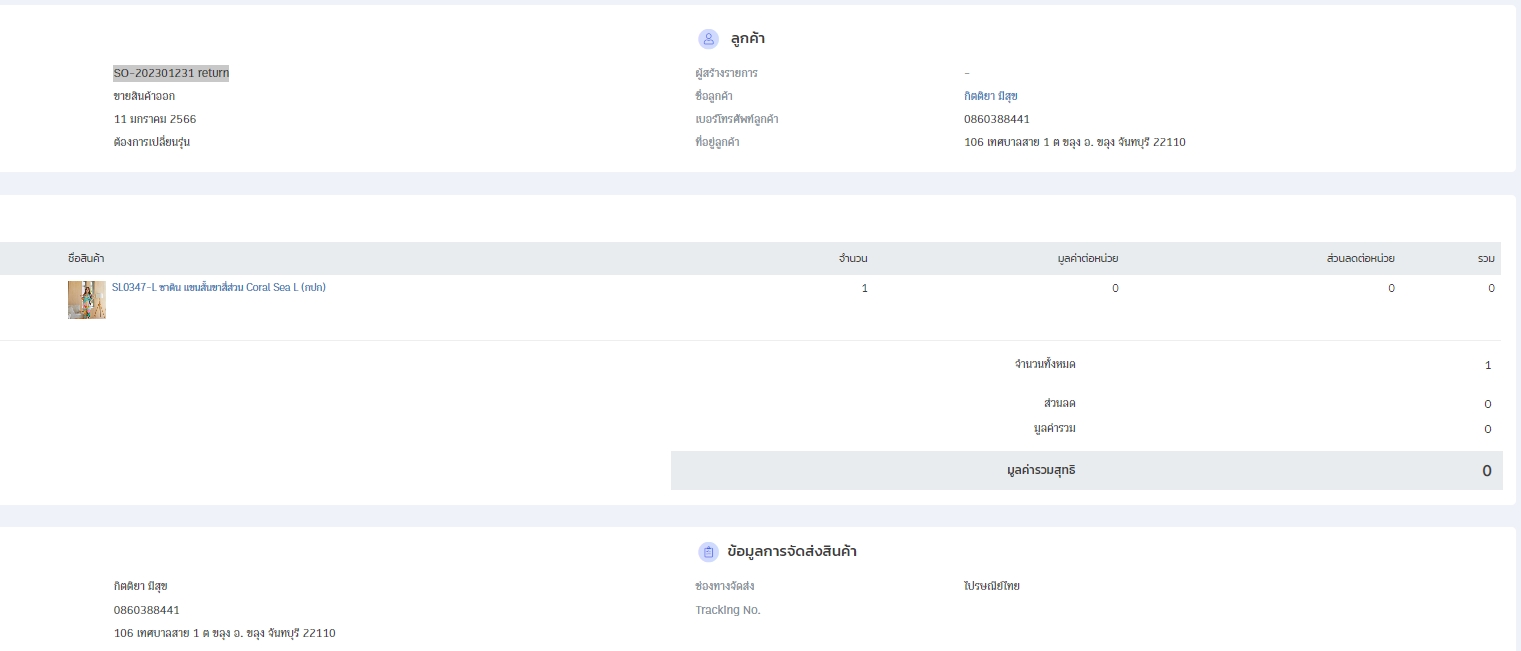 ลูกค้า
SO-202301231 return
ผู้สร้างรายการ -
ขายสินค้าออก
ชื่อลูกค้า กิตติยา มีสุข
11 มกราคม 2566
เบอร์โทรศัพท์ลูกค้า 0860388441
ต้องการเปลี่ยนรุ่น
ที่อยู่ลูกค้า 106 เทศบาลสาย 1 ต ขลุง อ. ขลุง จันทบุรี 22110
ชื่อสินค้า จำนวน มูลค่าต่อหน่วย ส่วนลดต่อหน่วย รวม
SL0347-L ซาติน แขนสั้นขาสี่ส่วน Coral Sea L (กปก) 1 0 0 0
จำนวนทั้งหมด 1
ส่วนลด 0
มูลค่ารวม 0
มูลค่ารวมสุทธิ 0
ข้อมูลการจัดส่งสินค้า
กิตติยา มีสุข
ช่องทางจัดส่ง ไปรษณีย์ไทย
0860388441
Tracking No.
106 เทศบาลสาย 1 ต ขลุง อ. ขลุง จันทบุรี 22110